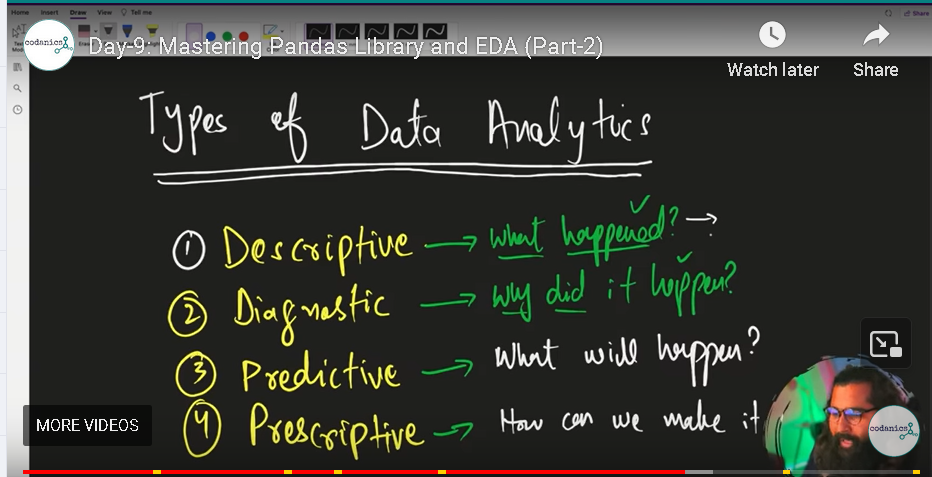 Home Insert Draw View Tell me Share
codanics
Day-9: Mastering Pandas Library and EDA (Part-2)
Watch later Share
Types of Data Analytics
① Descriptive → what happened? →
② Diagnostic → why did it happen?
③ Predictive → What will happen?
④ Prescriptive → How can we make it
MORE VIDEOS
codanics